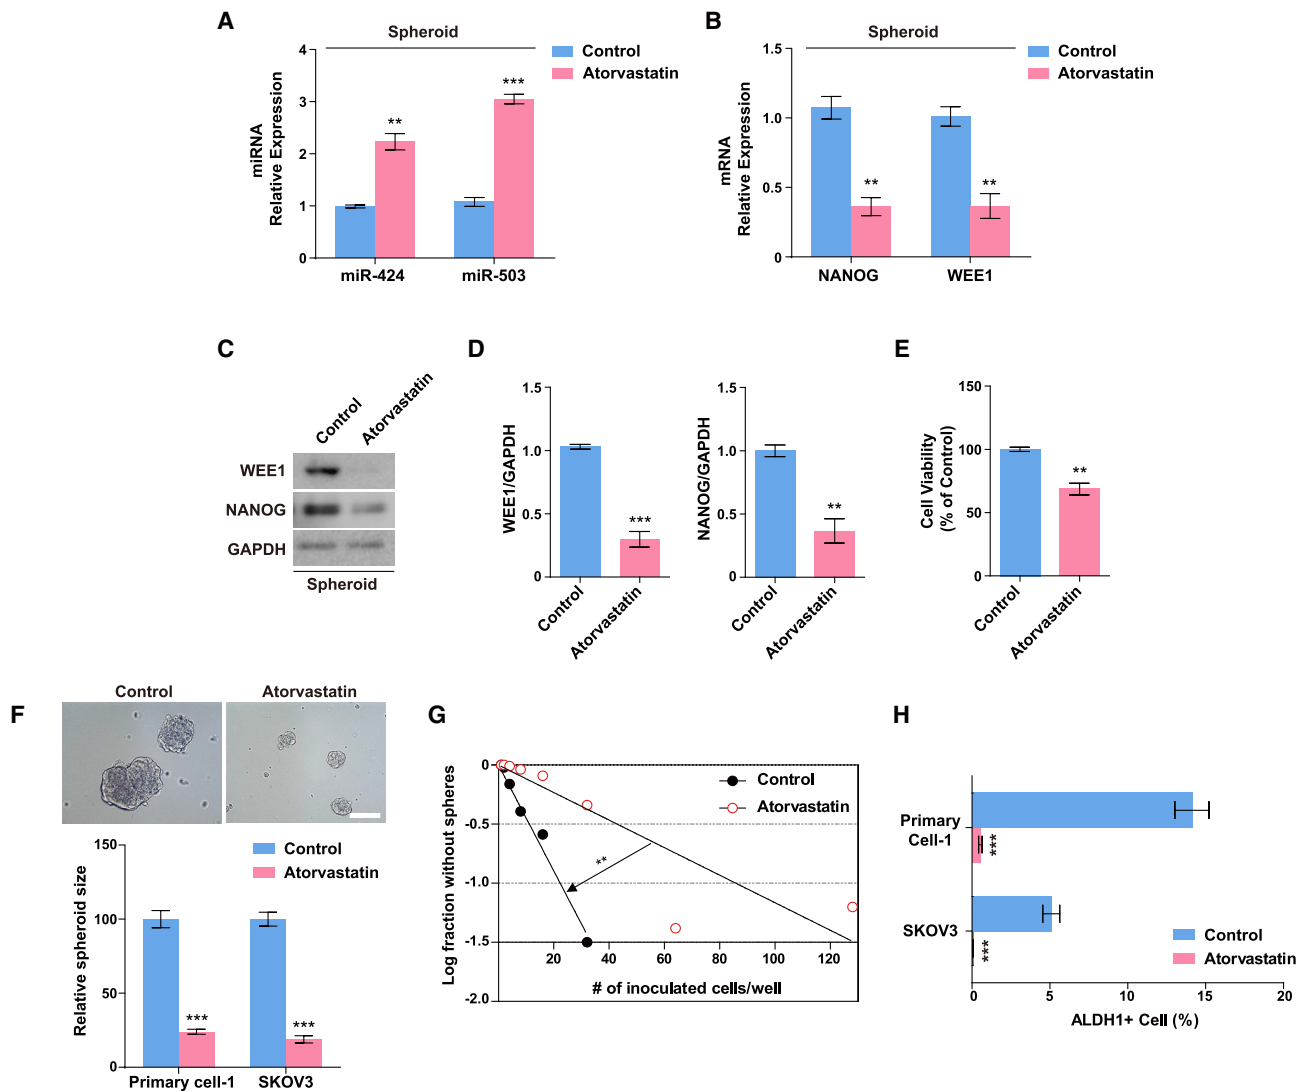 A
Spheroid
Control
Atorvastatin
miRNA
Relative Expression
4
3
2
1
0
**
***
miR-424
miR-503
B
Spheroid
Control
Atorvastatin
mRNA
Relative Expression
1.5
1.0
0.5
0
**
**
NANOG
WEE1
C
Control
Atorvastatin
WEE1
NANOG
GAPDH
Spheroid
D
WEE1/GAPDH
1.5
1.0
0.5
0
***
Control
Atorvastatin
NANOG/GAPDH
1.5
1.0
0.5
0
**
Control
Atorvastatin
E
Cell Viability
(% of Control)
150
100
50
0
**
Control
Atorvastatin
F
Control
Atorvastatin
Relative spheroid size
150
100
50
0
Control
Atorvastatin
***
***
Primary cell-1
SKOV3
G
Log fraction without spheres
0
-0.5
-1.0
-1.5
-2.0
Control
Atorvastatin
**
20
40
60
80
100
120
# of inoculated cells/well
H
Primary
Cell-1
***
SKOV3
***
Control
Atorvastatin
0
5
10
15
20
ALDH1+ Cell (%)